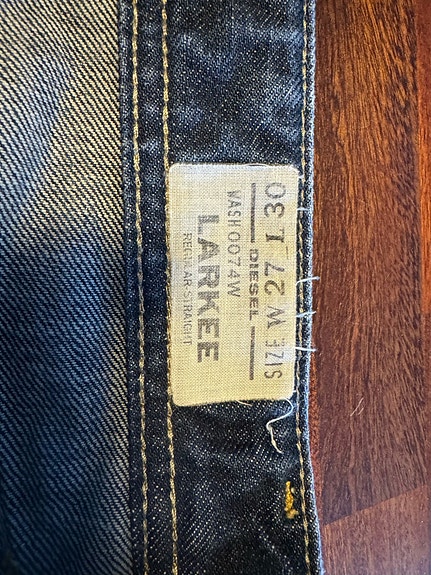 SIZE W 27 L 30
DIESEL
WASH 0074W
LARKEE
REGULAR-STRAIGHT